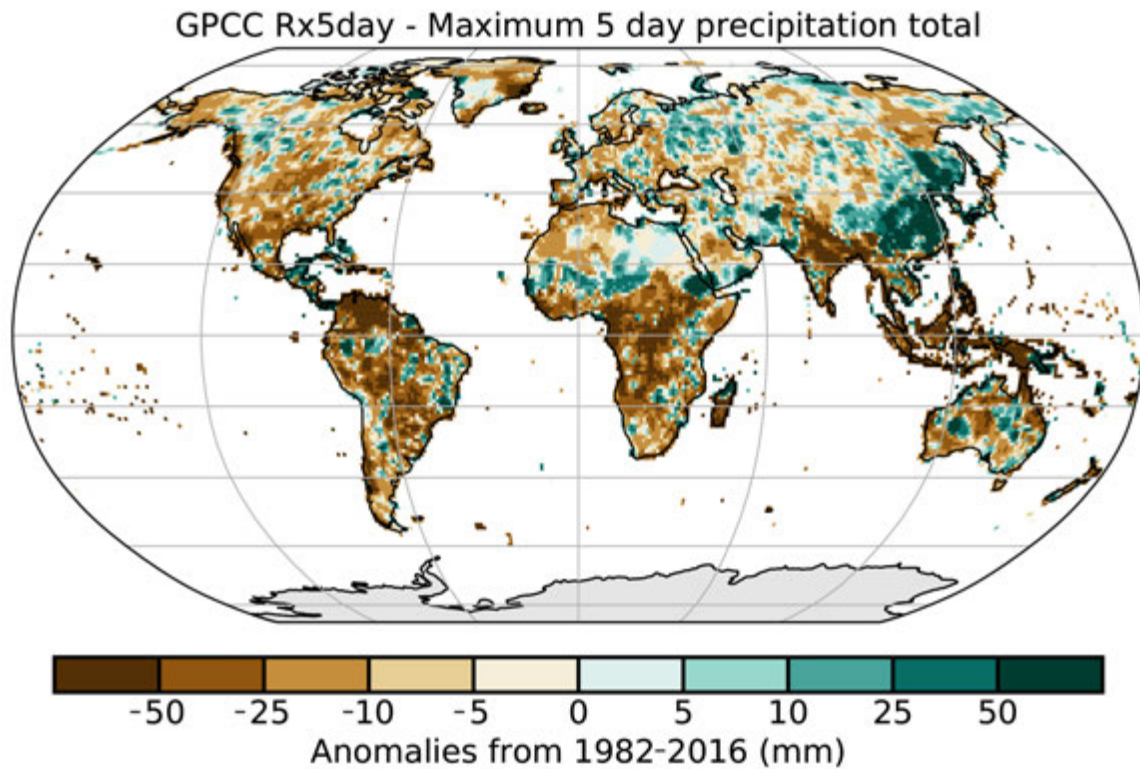 GPCC Rx5day - Maximum 5 day precipitation total
-50 -25 -10 -5 0 5 10 25 50
Anomalies from 1982-2016 (mm)